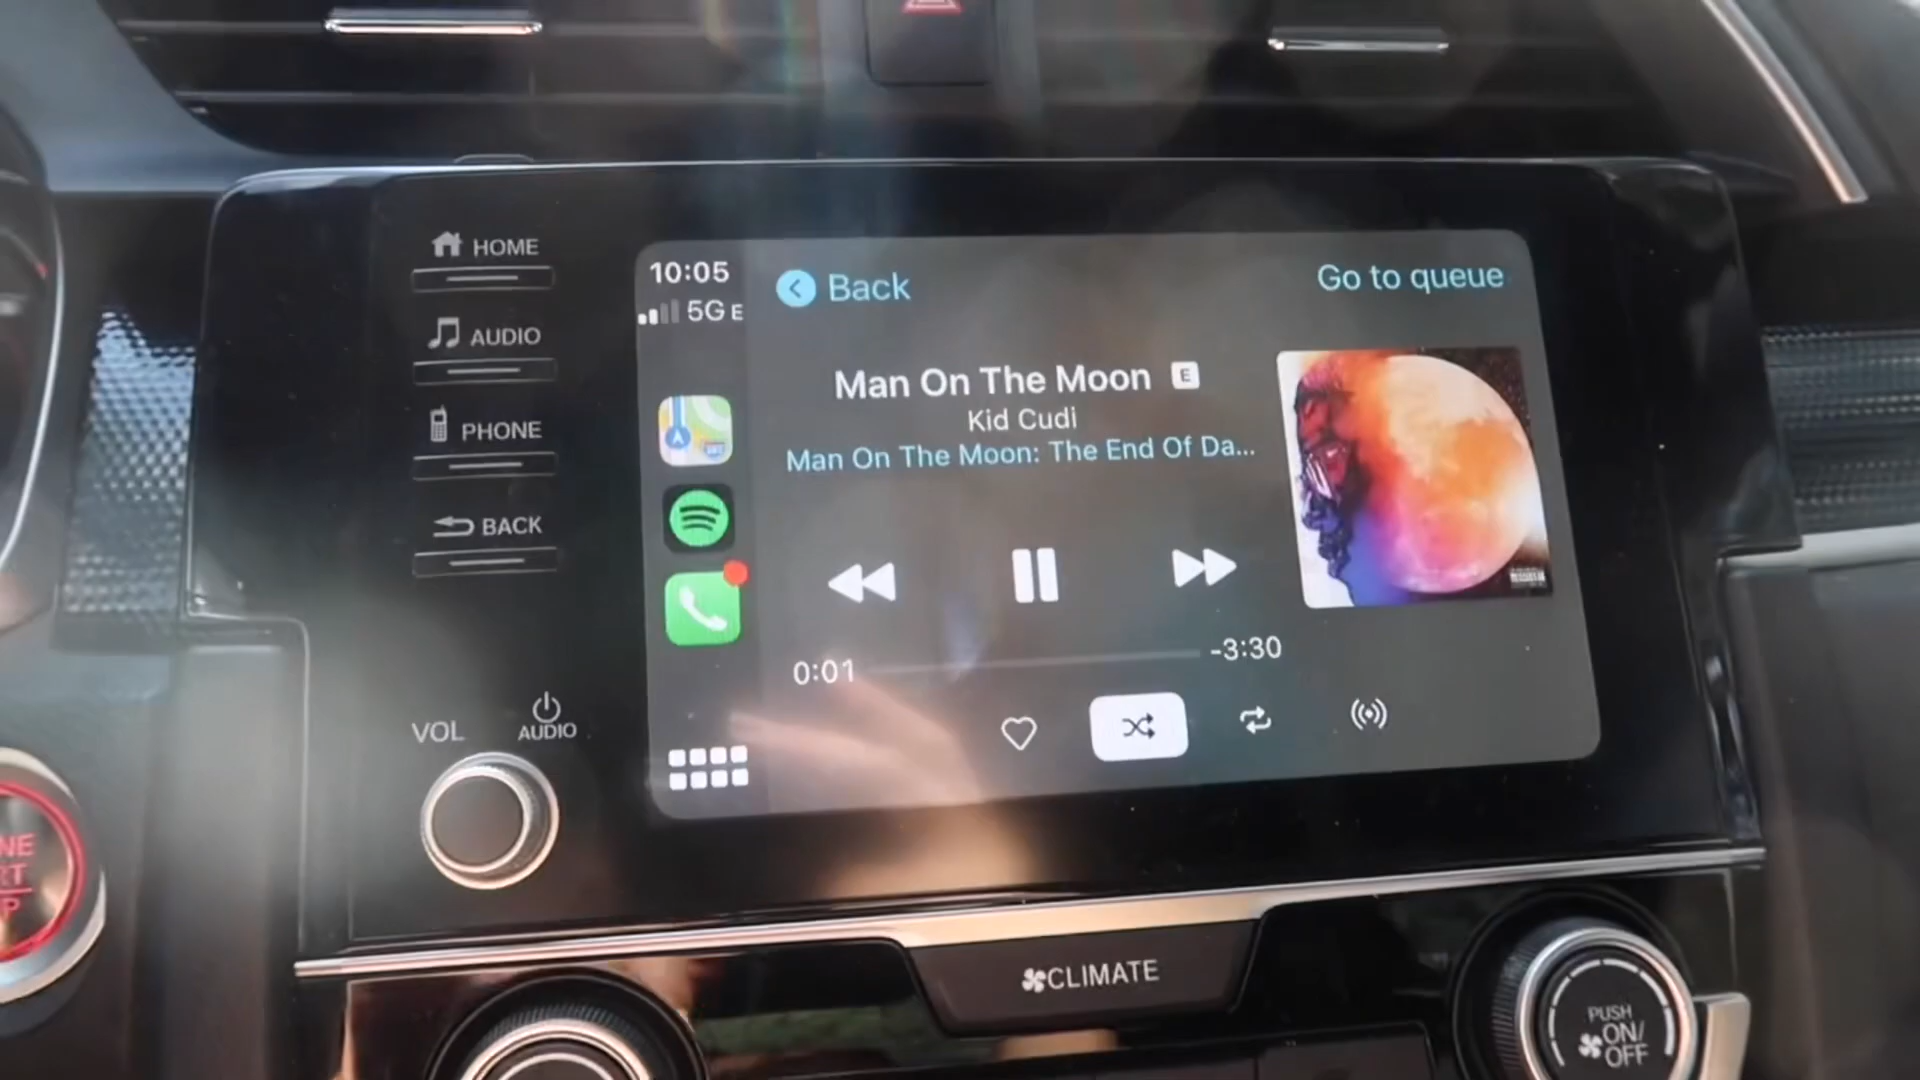 HOME
AUDIO
PHONE
BACK
VOL
AUDIO
10:05
5G E
Back
Go to queue
Man On The Moon E
Kid Cudi
Man On The Moon: The End Of Da...
0:01
-3:30
CLIMATE
PUSH
ON/
OFF